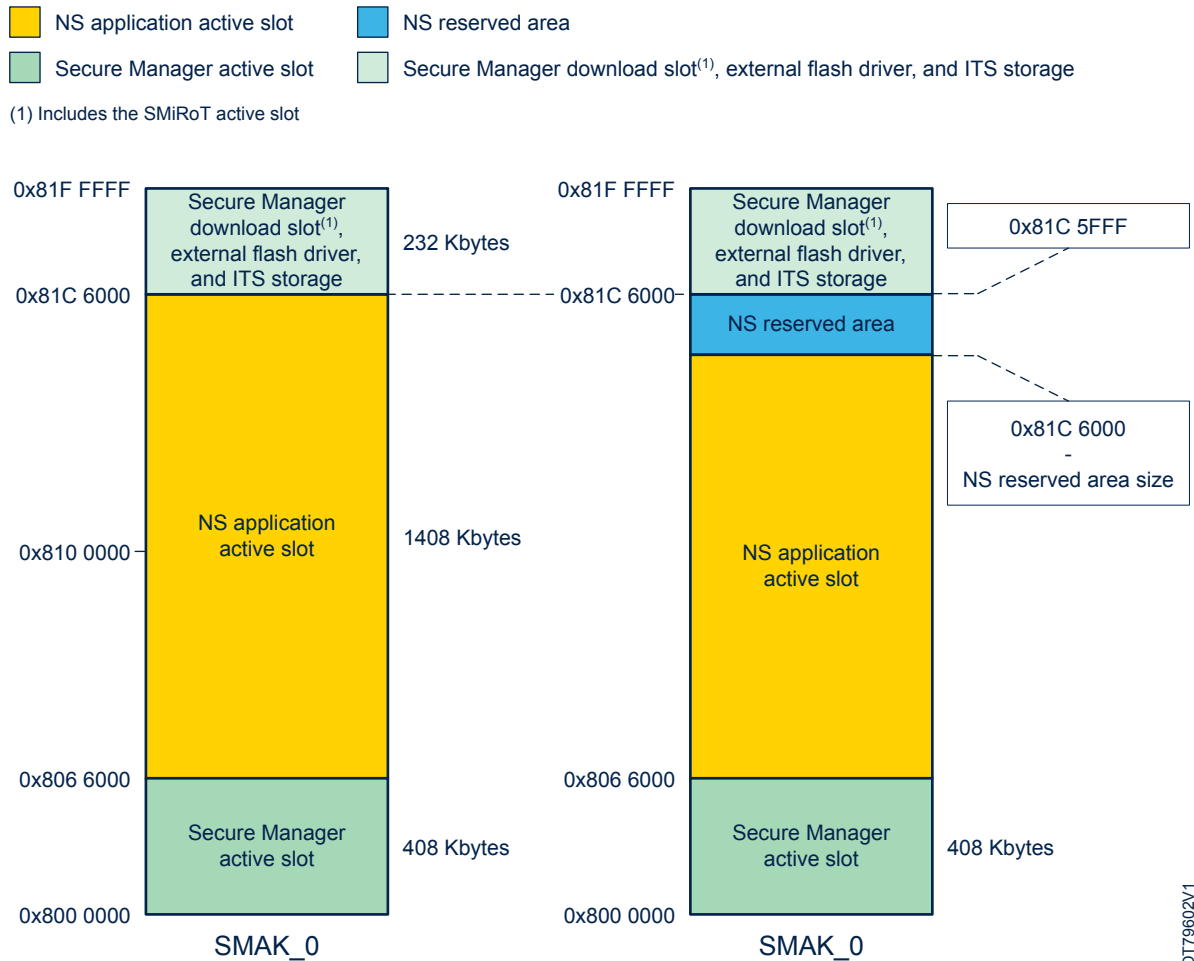 NS application active slot
NS reserved area
Secure Manager active slot
Secure Manager download slot(1), external flash driver, and ITS storage
(1) Includes the SMiRoT active slot
0x81F FFFF
Secure Manager
download slot(1),
external flash driver,
and ITS storage
232 Kbytes
0x81C 6000
NS application
active slot
1408 Kbytes
0x810 0000
0x806 6000
Secure Manager
active slot
408 Kbytes
0x800 0000
SMAK_0
0x81F FFFF
Secure Manager
download slot(1),
external flash driver,
and ITS storage
0x81C 5FFF
0x81C 6000
NS reserved area
0x81C 6000
-
NS reserved area size
NS application
active slot
0x806 6000
Secure Manager
active slot
408 Kbytes
0x800 0000
SMAK_0
DT79602V1